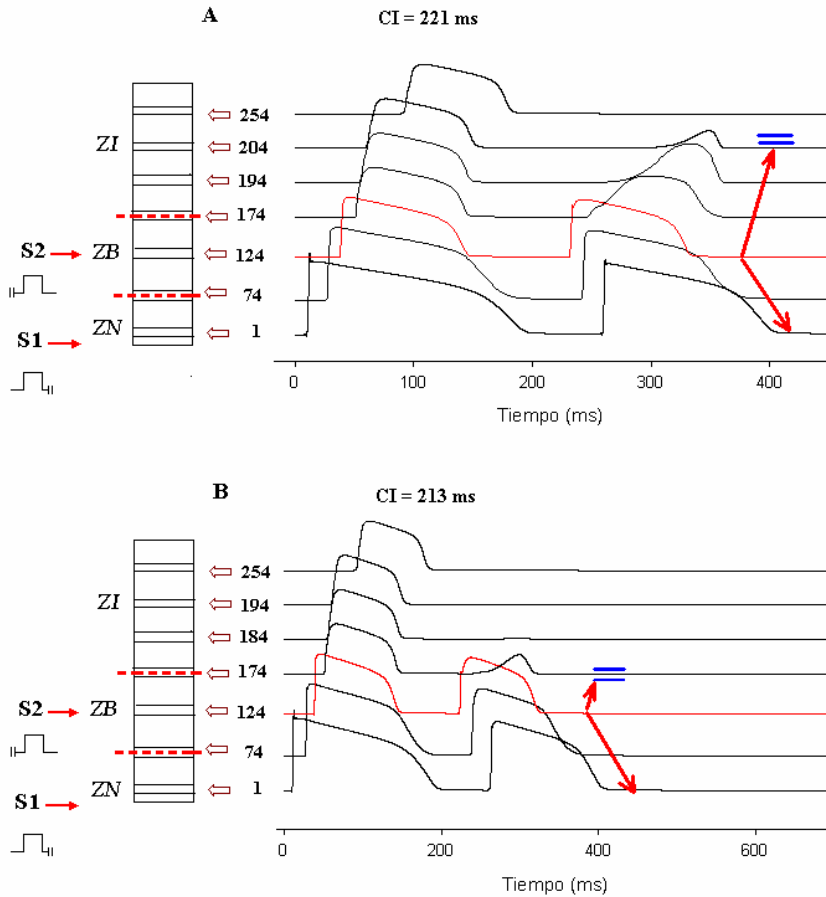 A
CI = 221 ms
254
ZI
204
194
174
S2
ZB
124
74
S1
ZN
1
0
100
200
300
400
Tiempo (ms)
B
CI = 213 ms
254
ZI
194
184
174
S2
ZB
124
74
S1
ZN
1
0
200
400
600
Tiempo (ms)